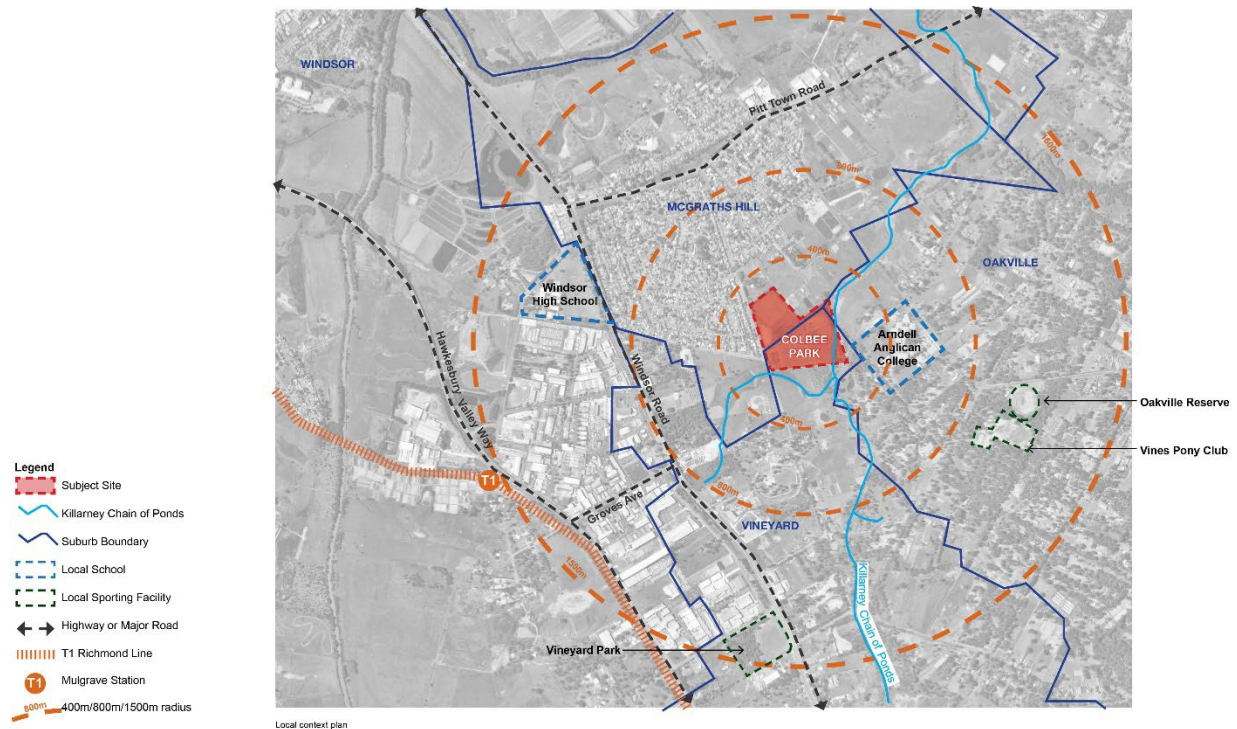 WINDSOR
Pitt Town Road
1500m
800m
MCGRATHS HILL
OAKVILLE
400m
Windsor
High School
COLBEE
PARK
Arndell
Anglican
College
Hawkesbury Valley Way
Windsor Road
Oakville Reserve
400m
Vines Pony Club
Legend
Subject Site
Killarney Chain of Ponds
Suburb Boundary
Local School
Local Sporting Facility
Highway or Major Road
T1 Richmond Line
T1
Mulgrave Station
800m
400m/800m/1500m radius
T1
Groves Ave
800m
VINEYARD
1500m
Killarney Chain of Ponds
Vineyard Park
Local context plan